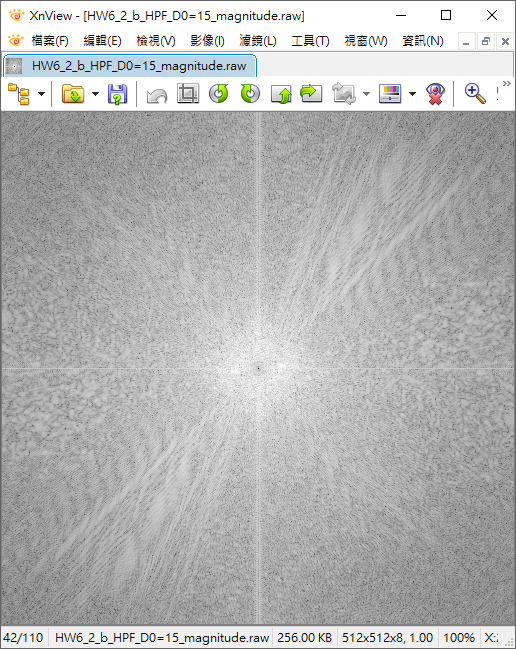 XnView - [HW6_2_b_HPF_D0=15_magnitude.raw]
檔案(F) 編輯(E) 檢視(V) 影像(I) 濾鏡(L) 工具(T) 視窗(W) 資訊(N)
HW6_2_b_HPF_D0=15_magnitude.raw
42/110 HW6_2_b_HPF_D0=15_magnitude.raw 256.00 KB 512x512x8, 1.00 100%